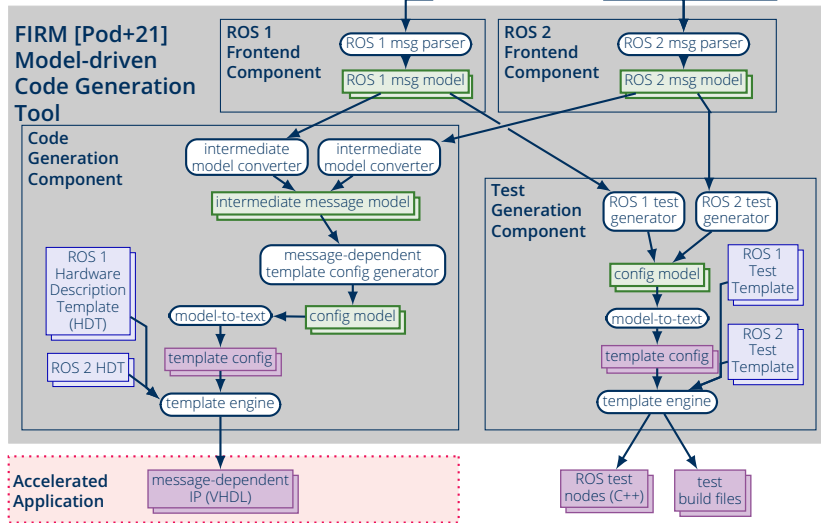 FIRM [Pod+21]
Model-driven
Code Generation
Tool
ROS 1
Frontend
Component
ROS 1 msg parser
ROS 1 msg model
ROS 2
Frontend
Component
ROS 2 msg parser
ROS 2 msg model
Code
Generation
Component
intermediate
model converter
intermediate
model converter
intermediate message model
message-dependent
template config generator
config model
model-to-text
template config
template engine
ROS 1
Hardware
Description
Template
(HDT)
ROS 2 HDT
Test
Generation
Component
ROS 1 test
generator
ROS 2 test
generator
config model
model-to-text
template config
template engine
ROS 1
Test
Template
ROS 2
Test
Template
Accelerated
Application
message-dependent
IP (VHDL)
ROS test
nodes (C++)
test
build files